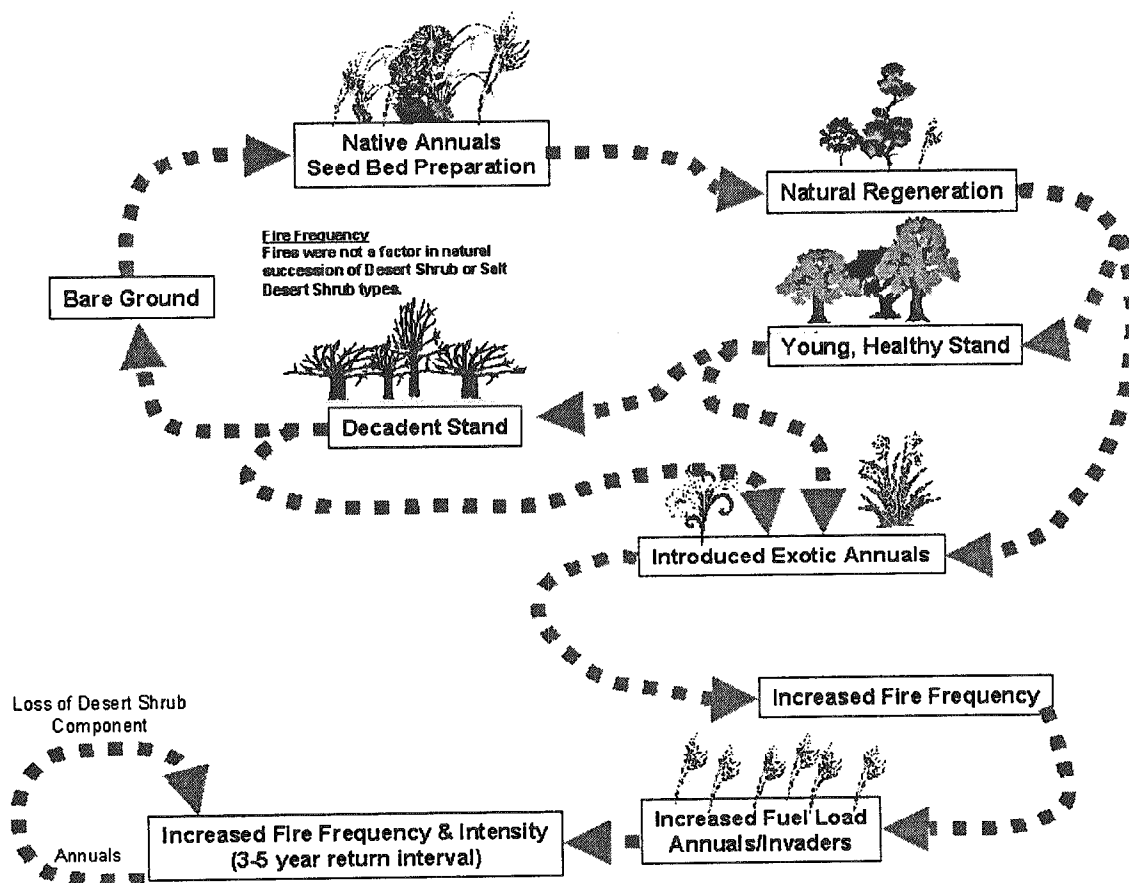 Native Annuals
Seed Bed Preparation
Natural Regeneration
Fire Frequency
Fires were not a factor in natural
succession of Desert Shrub or Salt
Desert Shrub types.
Bare Ground
Young, Healthy Stand
Decadent Stand
Introduced Exotic Annuals
Increased Fire Frequency
Loss of Desert Shrub
Component
Increased Fuel Load
Annuals/Invaders
Increased Fire Frequency & Intensity
(3-5 year return interval)
Annuals